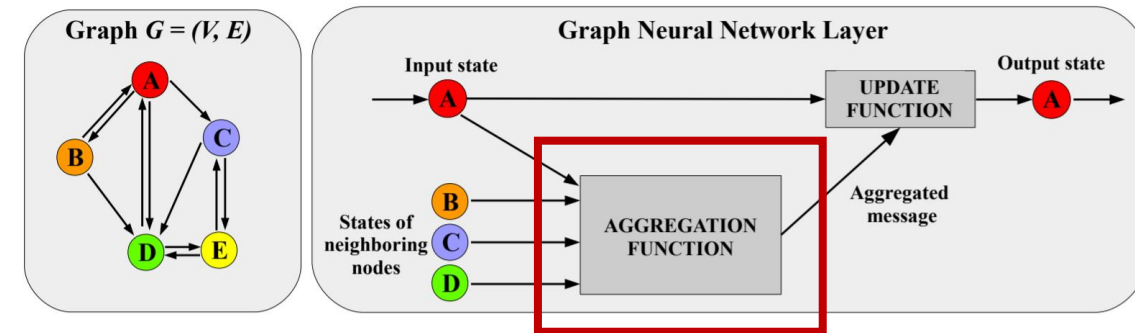 Graph G = (V, E)
A
B
C
D
E
Graph Neural Network Layer
Input state
A
UPDATE
FUNCTION
Output state
A
States of
neighboring
nodes
B
C
D
AGGREGATION
FUNCTION
Aggregated
message